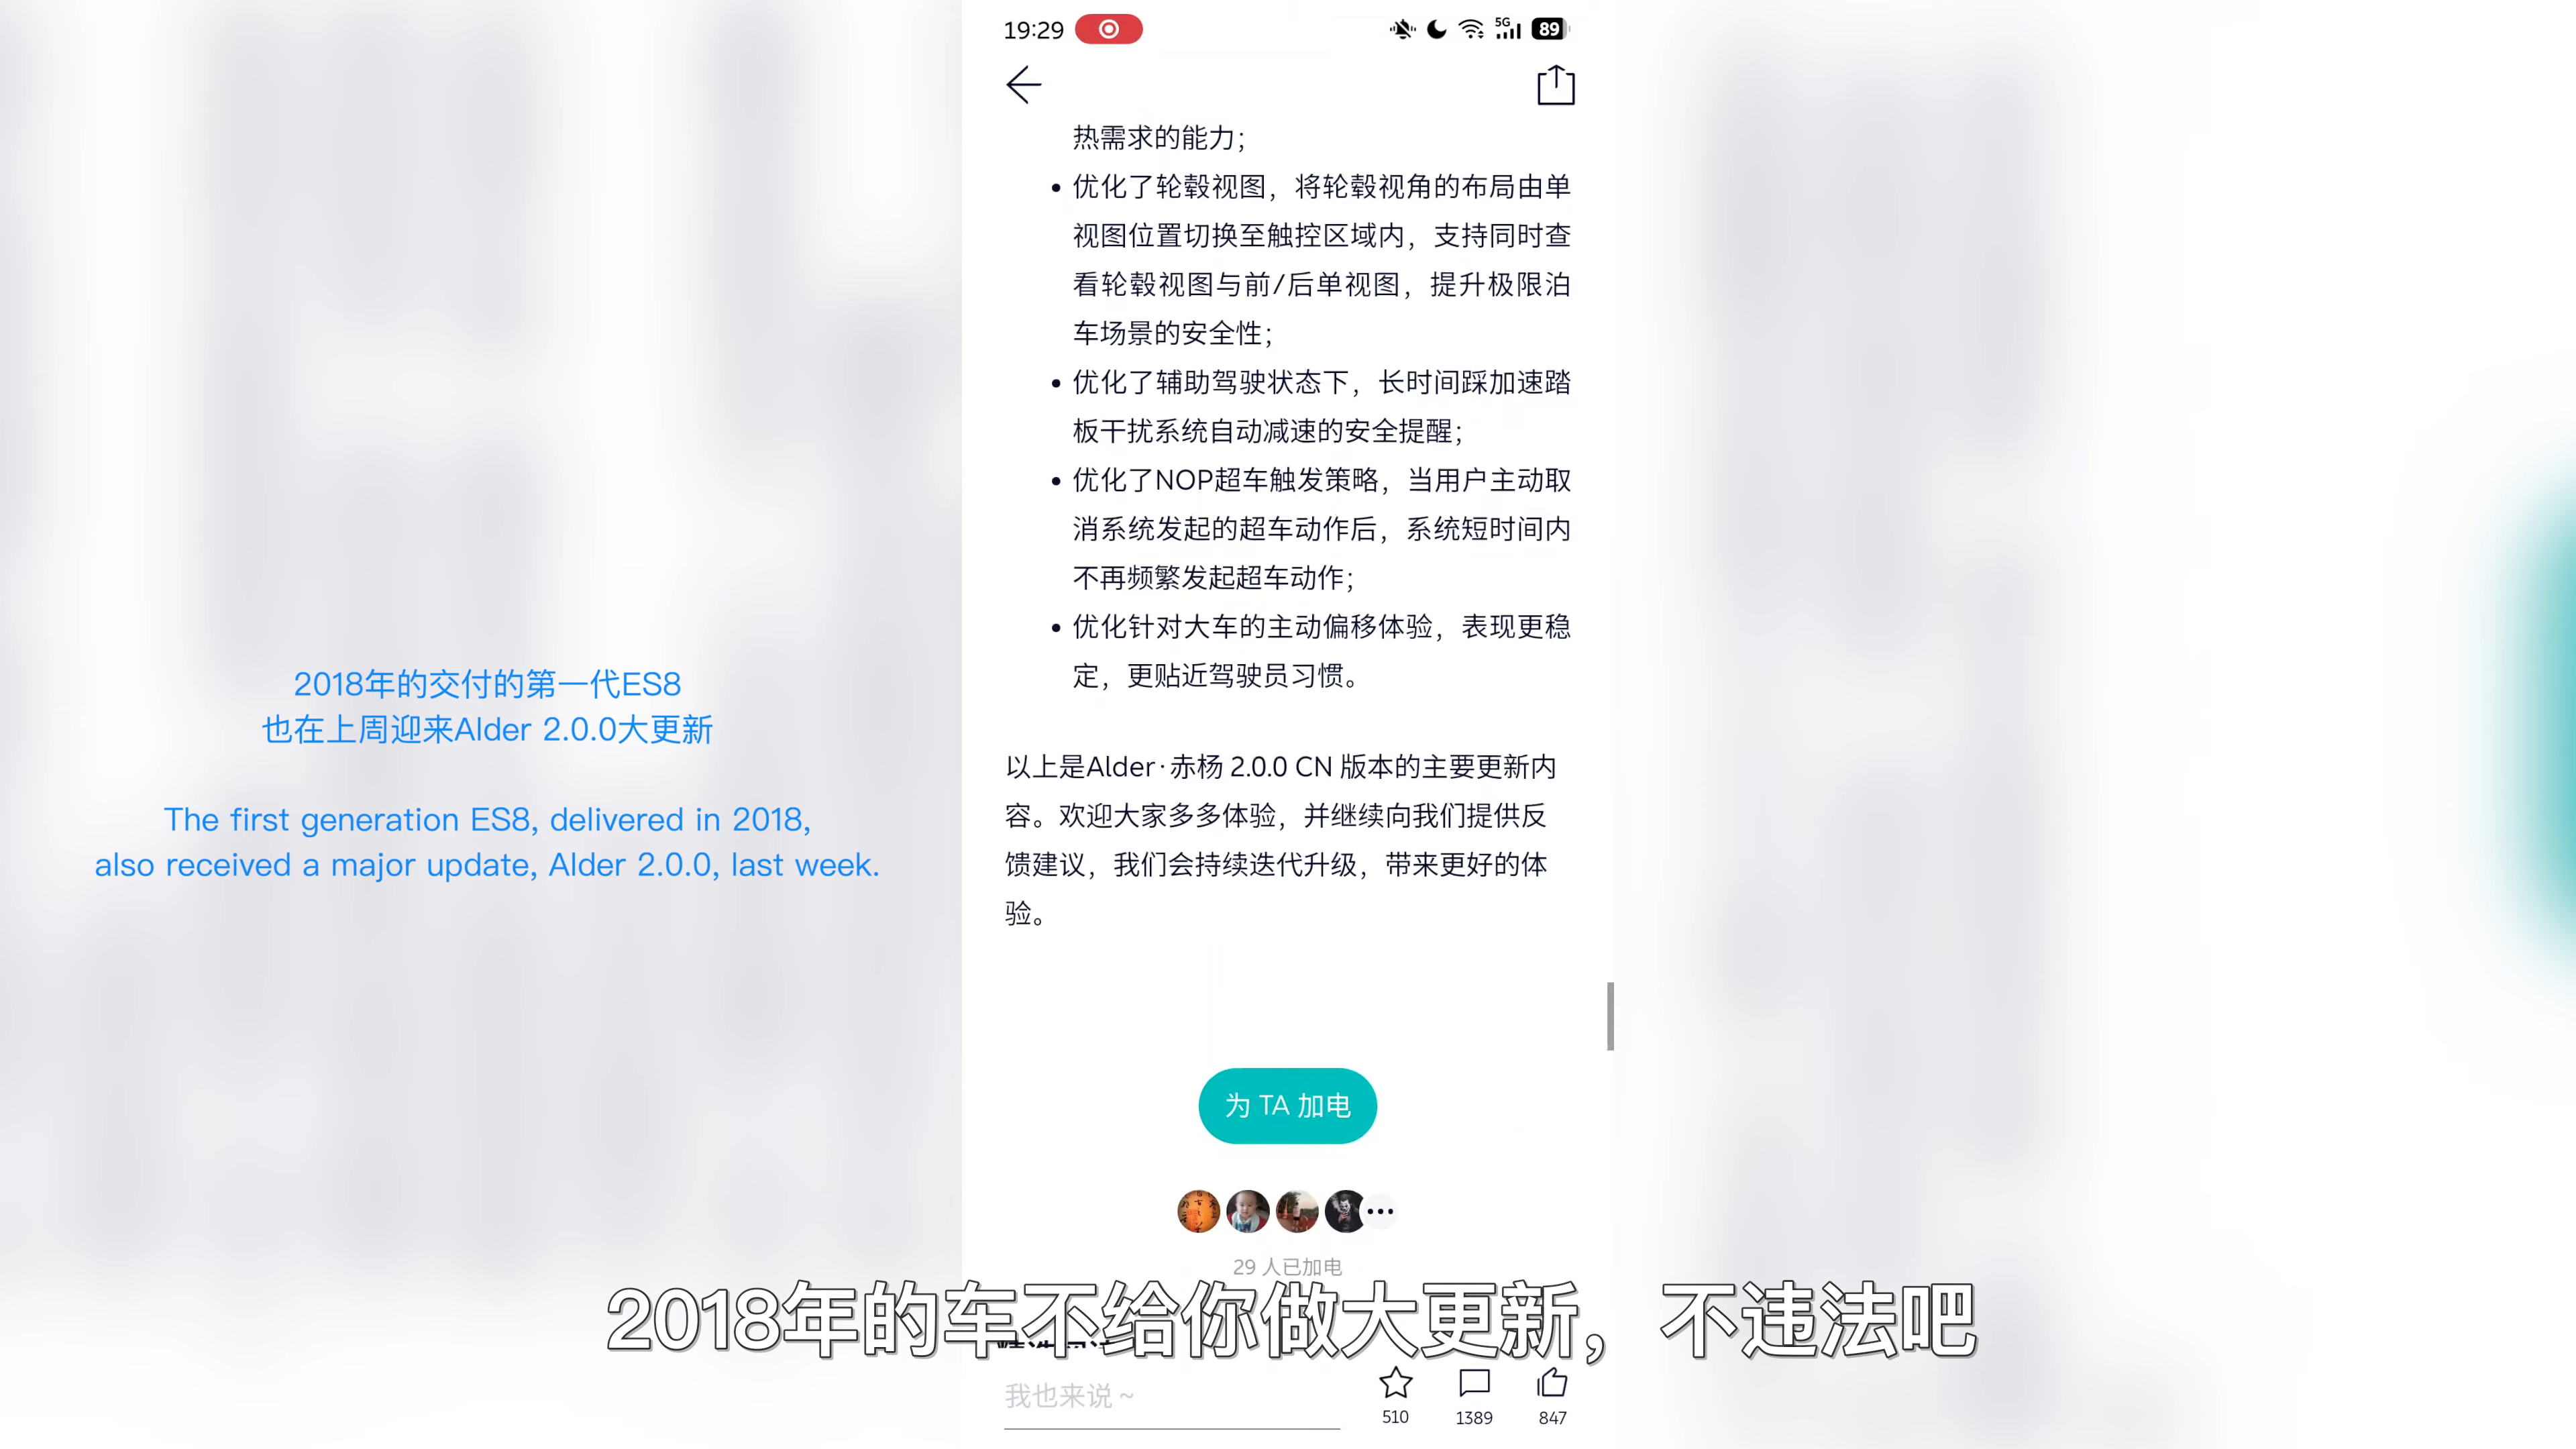 19:29
5G
89
热需求的能力；
• 优化了轮毂视图，将轮毂视角的布局由单
视图位置切换至触控区域内，支持同时查
看轮毂视图与前/后单视图，提升极限泊
车场景的安全性；
• 优化了辅助驾驶状态下，长时间踩加速踏
板干扰系统自动减速的安全提醒；
• 优化了NOP超车触发策略，当用户主动取
消系统发起的超车动作后，系统短时间内
不再频繁发起超车动作；
• 优化针对大车的主动偏移体验，表现更稳
定，更贴近驾驶员习惯。
2018年的交付的第一代ES8
也在上周迎来Alder 2.0.0大更新
The first generation ES8, delivered in 2018,
also received a major update, Alder 2.0.0, last week.
以上是Alder·赤杨 2.0.0 CN 版本的主要更新内
容。欢迎大家多多体验，并继续向我们提供反
馈建议，我们会持续迭代升级，带来更好的体
验。
为 TA 加电
29 人已加电
2018年的车不给你做大更新，不违法吧
我也来说 ~
510
1389
847